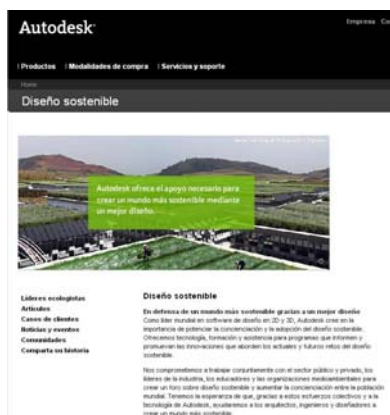 Autodesk
Empresa
Productos | Modalidades de compra | Servicios y soporte
Home
Diseño sostenible
Autodesk ofrece el apoyo necesario para
crear un mundo más sostenible mediante
un mejor diseño.
Líderes ecologistas
Artículos
Casos de clientes
Noticias y eventos
Comunidades
Comparta su historia
Diseño sostenible
En defensa de un mundo más sostenible gracias a un mejor diseño
Como líder mundial en software de diseño en 2D y 3D, Autodesk cree en la
importancia de potenciar la concienciación y la adopción del diseño sostenible.
Ofrecemos tecnología, formación y asistencia para programas que informen y
promuevan las innovaciones que aborden los actuales y futuros retos del diseño
sostenible.
Nos comprometemos a trabajar conjuntamente con el sector público y privado, los
líderes de la industria, los educadores y las organizaciones medioambientales para
crear un foro sobre diseño sostenible y aumentar la concienciación entre la población
mundial. Tenemos la esperanza de que, gracias a estos esfuerzos colectivos y a la
tecnología de Autodesk, ayudaremos a los arquitectos, ingenieros y diseñadores a
crear un mundo más sostenible.